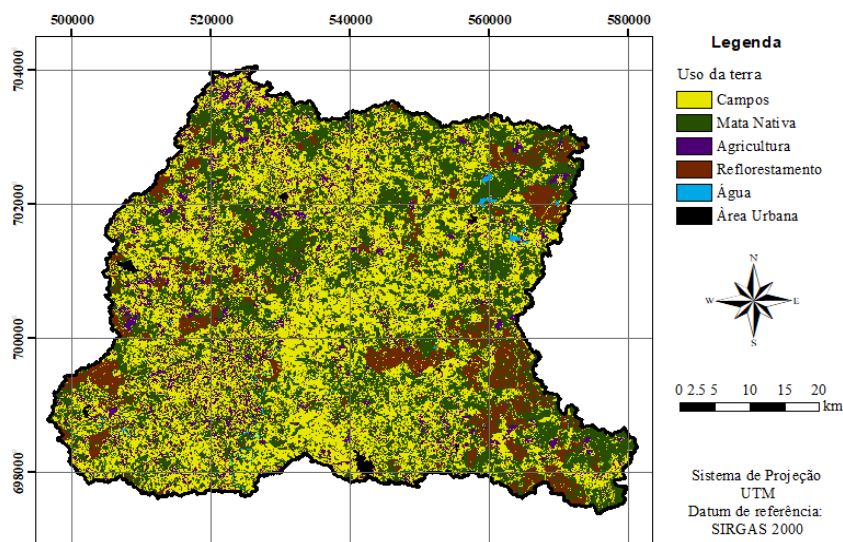 500000 520000 540000 560000 580000
704000
702000
700000
698000
Legenda
Uso da terra
Campos
Mata Nativa
Agricultura
Reflorestamento
Água
Àrea Urbana
N
W E
S
0 2.5 5 10 15 20
km
Sistema de Projeção
UTM
Datum de referência:
SIRGAS 2000